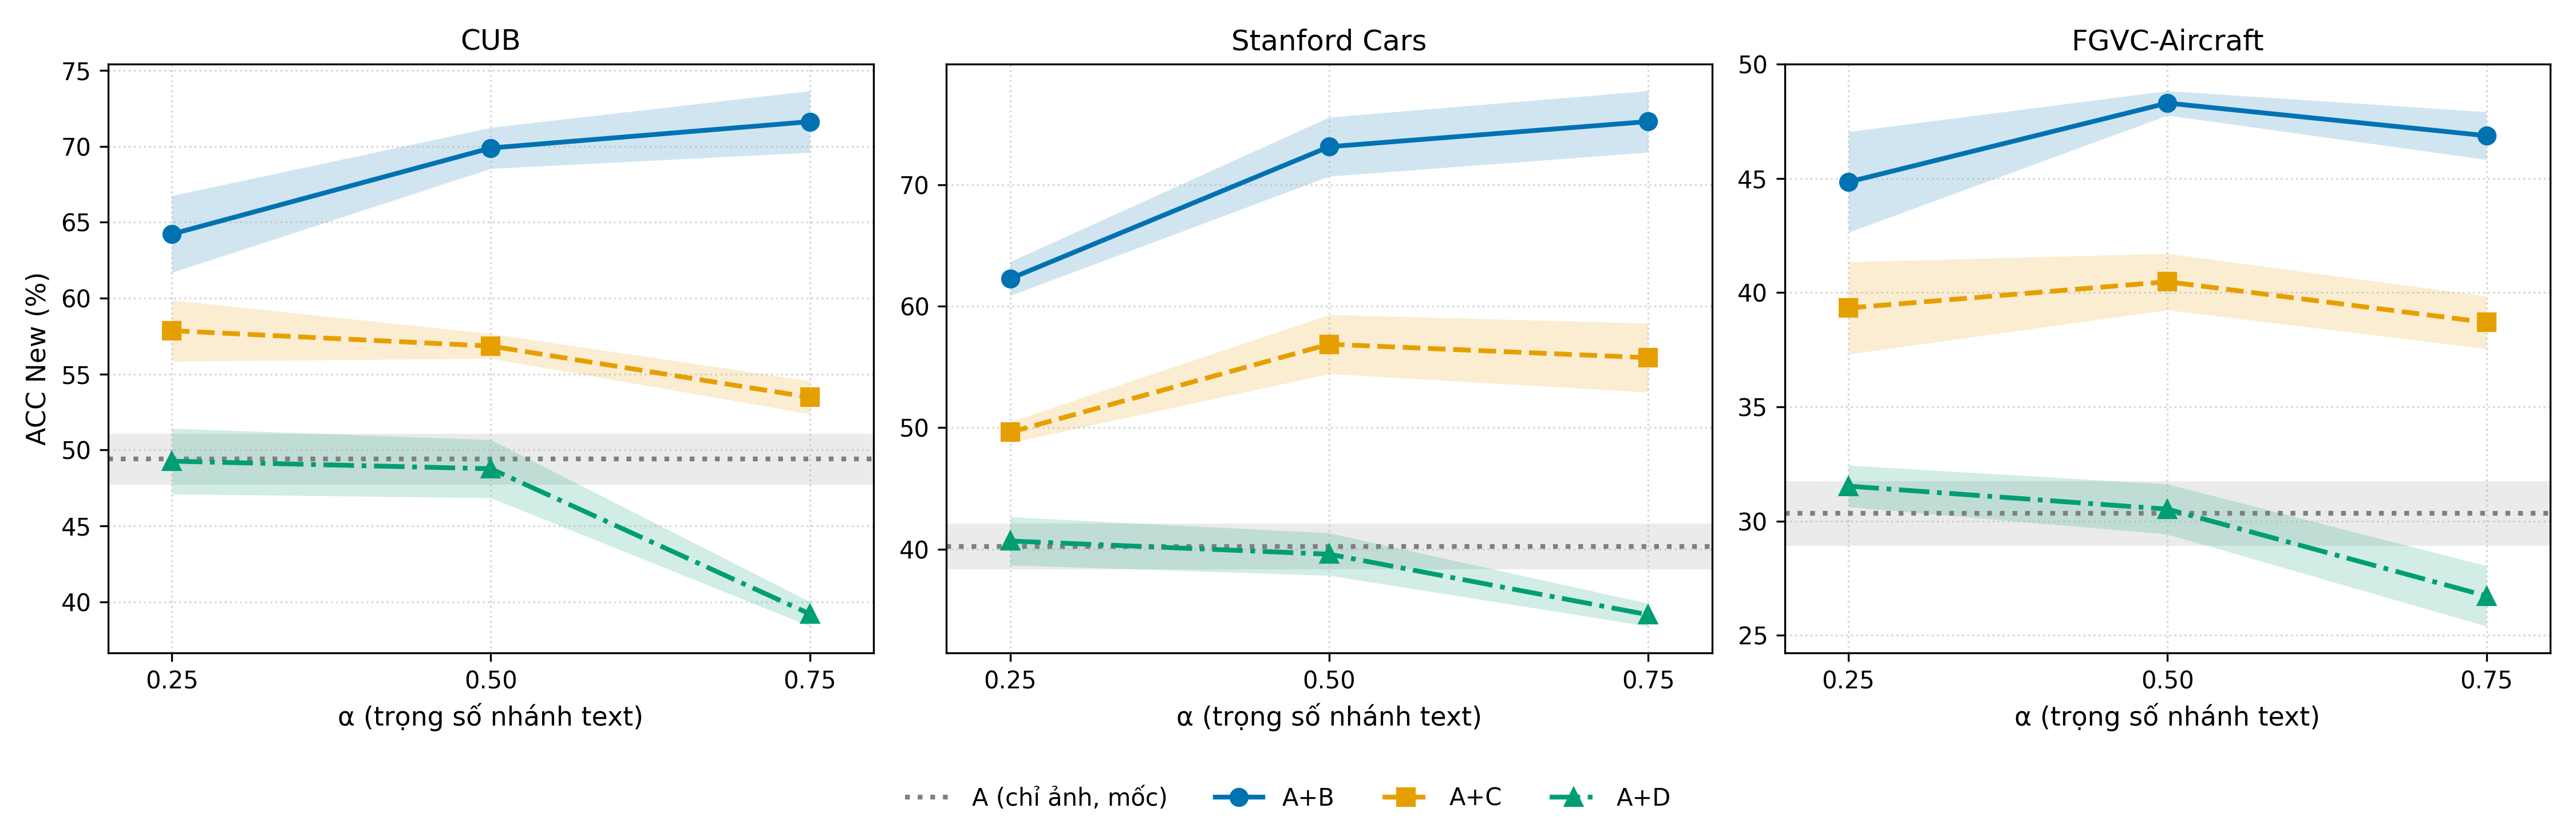 CUB
Stanford Cars
FGVC-Aircraft
ACC New (%)
75
70
65
60
55
50
45
40
70
60
50
40
50
45
40
35
30
25
0.25 0.50 0.75
0.25 0.50 0.75
0.25 0.50 0.75
α (trọng số nhánh text)
α (trọng số nhánh text)
α (trọng số nhánh text)
A (chỉ ảnh, mốc) A+B A+C A+D